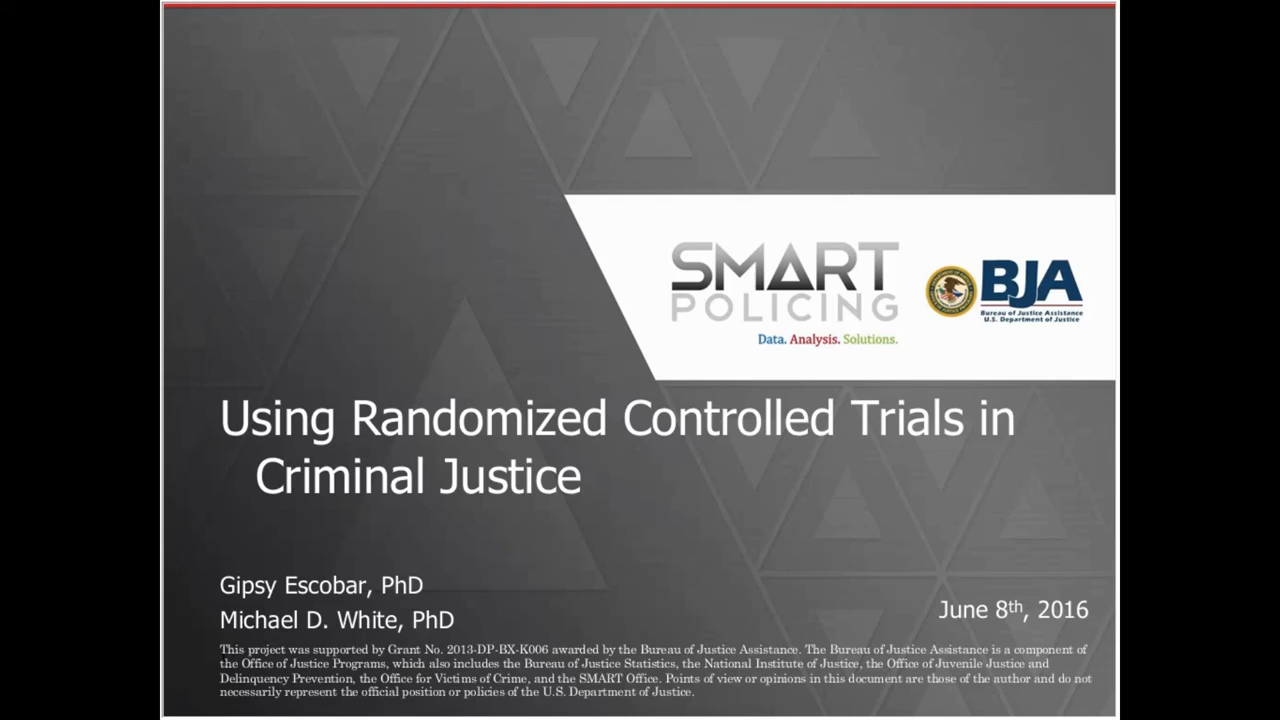 SMART
POLICING
Data. Analysis. Solutions.
BJA
Bureau of Justice Assistance
U.S. Department of Justice
Using Randomized Controlled Trials in
Criminal Justice
Gipsy Escobar, PhD
Michael D. White, PhD
June 8th, 2016
This project was supported by Grant No. 2013-DP-BX-K006 awarded by the Bureau of Justice Assistance. The Bureau of Justice Assistance is a component of
the Office of Justice Programs, which also includes the Bureau of Justice Statistics, the National Institute of Justice, the Office of Juvenile Justice and
Delinquency Prevention, the Office for Victims of Crime, and the SMART Office. Points of view or opinions in this document are those of the author and do not
necessarily represent the official position or policies of the U.S. Department of Justice.